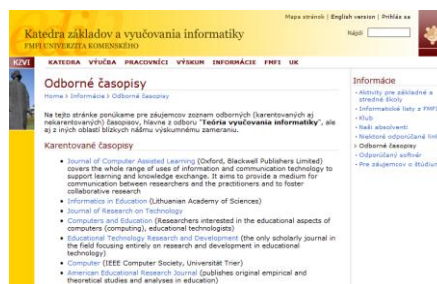 Mapa stránok | English version | Prihlás sa
Katedra základov a vyučovania informatiky
Nájdi
FMFI UNIVERZITA KOMENSKÉHO
KZVI KATEDRA VÝUČBA PRACOVNÍCI VÝSKUM INFORMÁCIE FMFI UK
Odborné časopisy
Home > Informácie > Odborné časopisy
Na tejto stránke ponúkame pre záujemcov zoznam odborných (karentovaných aj
nekarentovaných) časopisov, hlavne z odboru "Teória vyučovania informatiky", ale
aj z iných oblastí blízkych nášmu výskumnému zameraniu.
Karentované časopisy
Journal of Computer Assisted Learning (Oxford, Blackwell Publishers Limited)
covers the whole range of uses of information and communication technology to
support learning and knowledge exchange. It aims to provide a medium for
communication between researchers and the practitioners and to foster
collaborative research
Informatics in Education (Lithuanian Academy of Sciences)
Journal of Research on Technology
Computers and Education (Researchers interested in the educational aspects of
computers (computing), educational technologists)
Educational Technology Research and Development (the only scholarly journal in
the field focusing entirely on research and development in educational
technology)
Computer (IEEE Computer Society, Universität Trier)
American Educational Research Journal (publishes original empirical and
theoretical studies and analyses in education)
Informácie
- Aktivity pre základné a
stredné školy
- Informatické listy a FMFI
- Klub
- Naši absolventi
- Niektoré odporúčané
> Odborné časopisy
- Odporúčaný softvér
- Pre záujemcov o štúdium